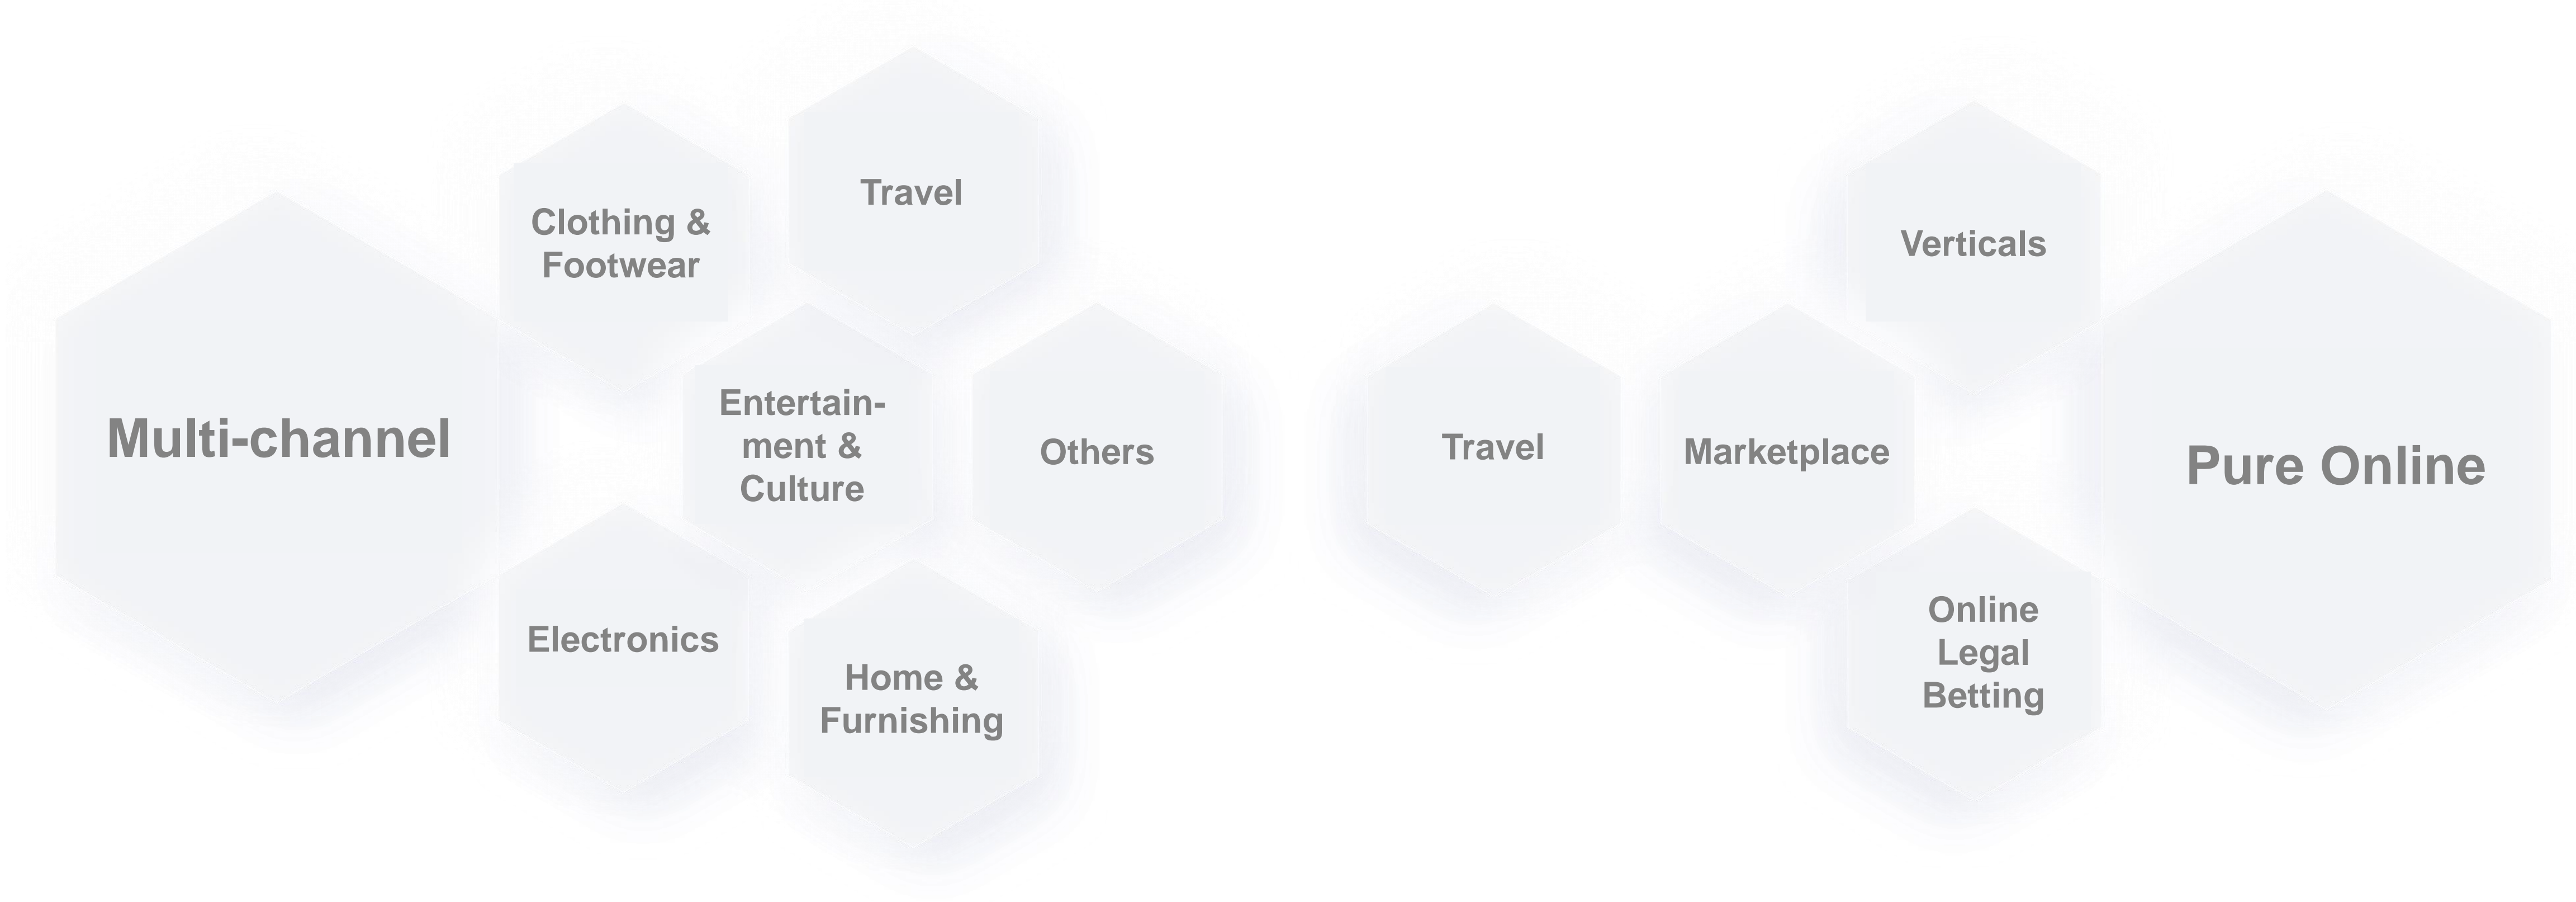 Multi-channel
Clothing &
Footwear
Travel
Entertain-
ment &
Culture
Others
Electronics
Home &
Furnishing
Travel
Marketplace
Verticals
Online
Legal
Betting
Pure Online